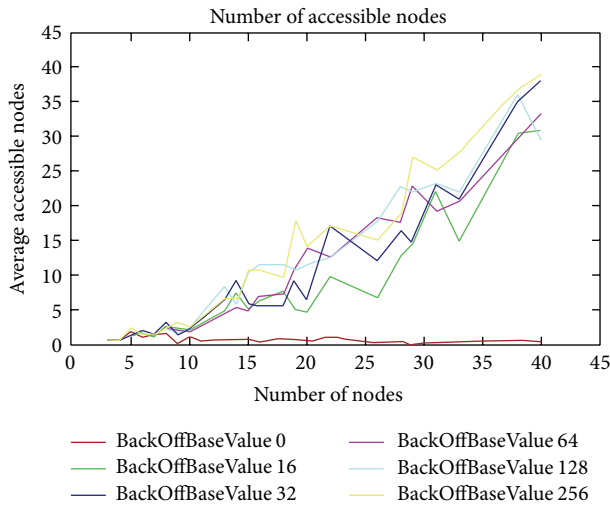 Number of accessible nodes
45
40
35
30
25
20
15
10
5
0
Average accessible nodes
0 5 10 15 20 25 30 35 40 45
Number of nodes
BackOffBaseValue 0
BackOffBaseValue 16
BackOffBaseValue 32
BackOffBaseValue 64
BackOffBaseValue 128
BackOffBaseValue 256